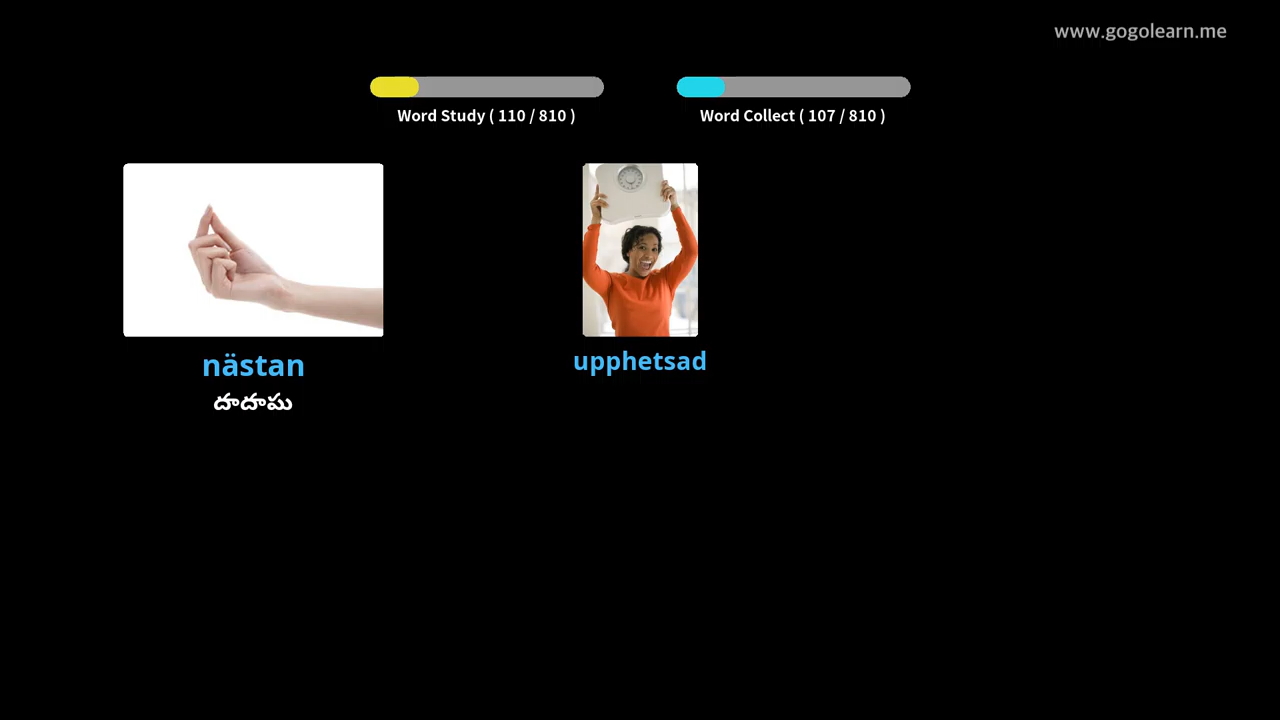 www.gogolearn.me
Word Study ( 110 / 810 )
Word Collect ( 107 / 810 )
nästan
దాదాపు
upphetsad